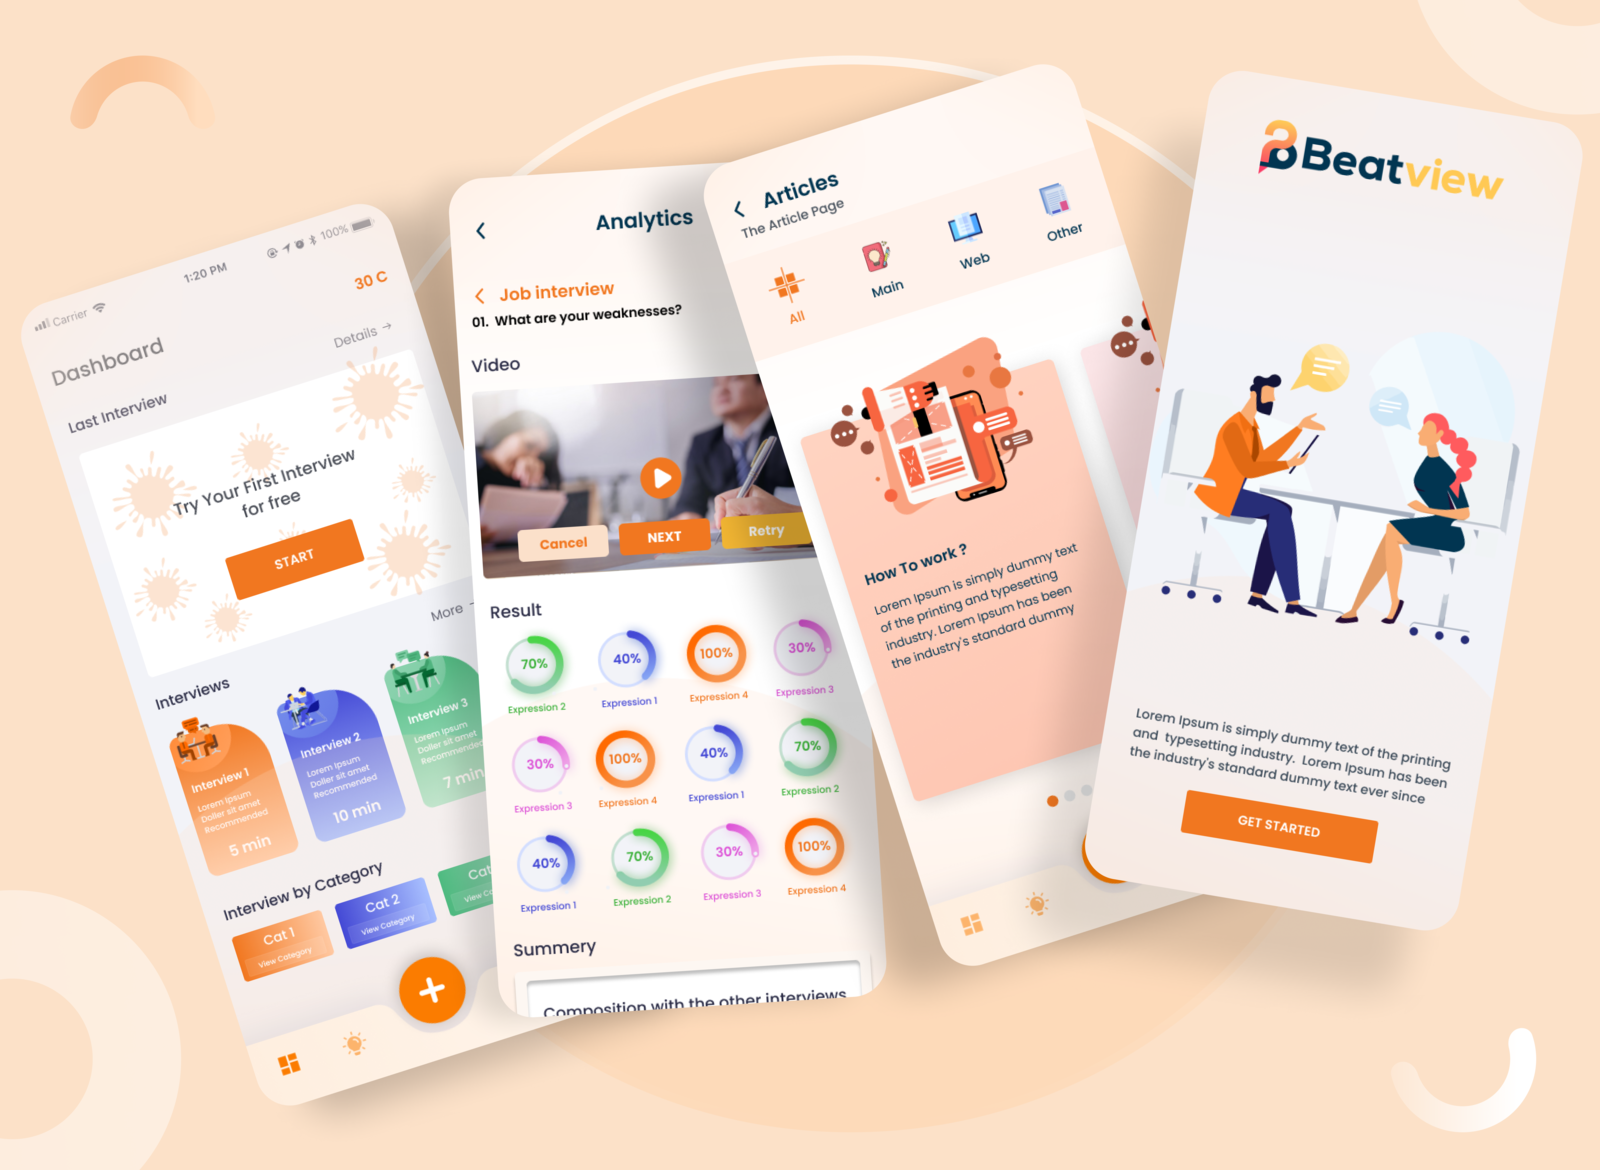 Carrier
1:20 PM
100%
30 C
Dashboard
Details →
Last Interview
Try Your First Interview
for free
START
More
Interviews
Interview 1
Lorem Ipsum
Doller sit amet
Recommended
5 min
Interview 2
Lorem Ipsum
Doller sit amet
Recommended
10 min
Interview 3
Lorem Ipsum
Doller sit amet
Recommended
7 min
Interview by Category
Cat 1
View Category
Cat 2
View Category
Cat
View
Analytics
Job interview
01. What are your weaknesses?
Video
Cancel
NEXT
Retry
Result
70%
40%
100%
30%
Expression 2
Expression 1
Expression 4
Expression 3
30%
100%
40%
70%
Expression 3
Expression 4
Expression 1
Expression 2
40%
70%
30%
100%
Expression 1
Expression 2
Expression 3
Expression 4
Summery
Composition with the other interviews
Articles
The Article Page
All
Main
Web
Other
How To work ?
Lorem Ipsum is simply dummy text
of the printing and typesetting
industry. Lorem Ipsum has been
the industry's standard dummy
Beatview
Lorem Ipsum is simply dummy text of the printing
and typesetting industry. Lorem Ipsum has been
the industry's standard dummy text ever since
GET STARTED